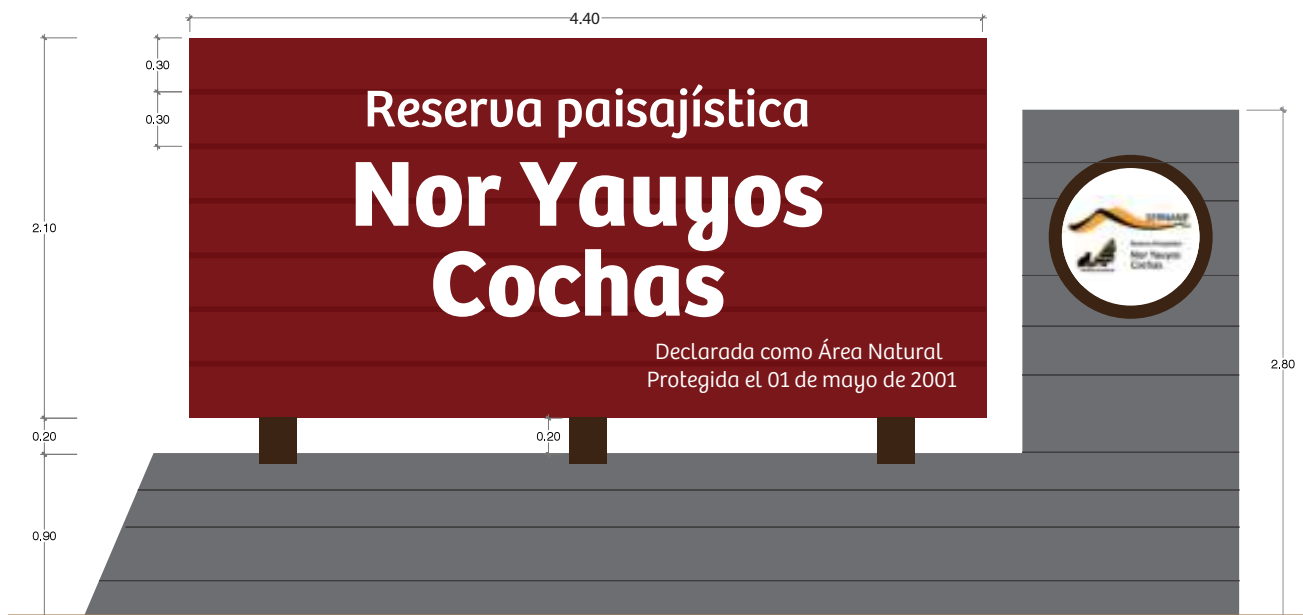 4.40
0.30
0.30
2.10
0.20
0.90
0.20
2.80
Reserva paisajística
Nor Yauyos
Cochas
Declarada como Área Natural
Protegida el 01 de mayo de 2001
SERNANP
Nor Yauyos
Cochas